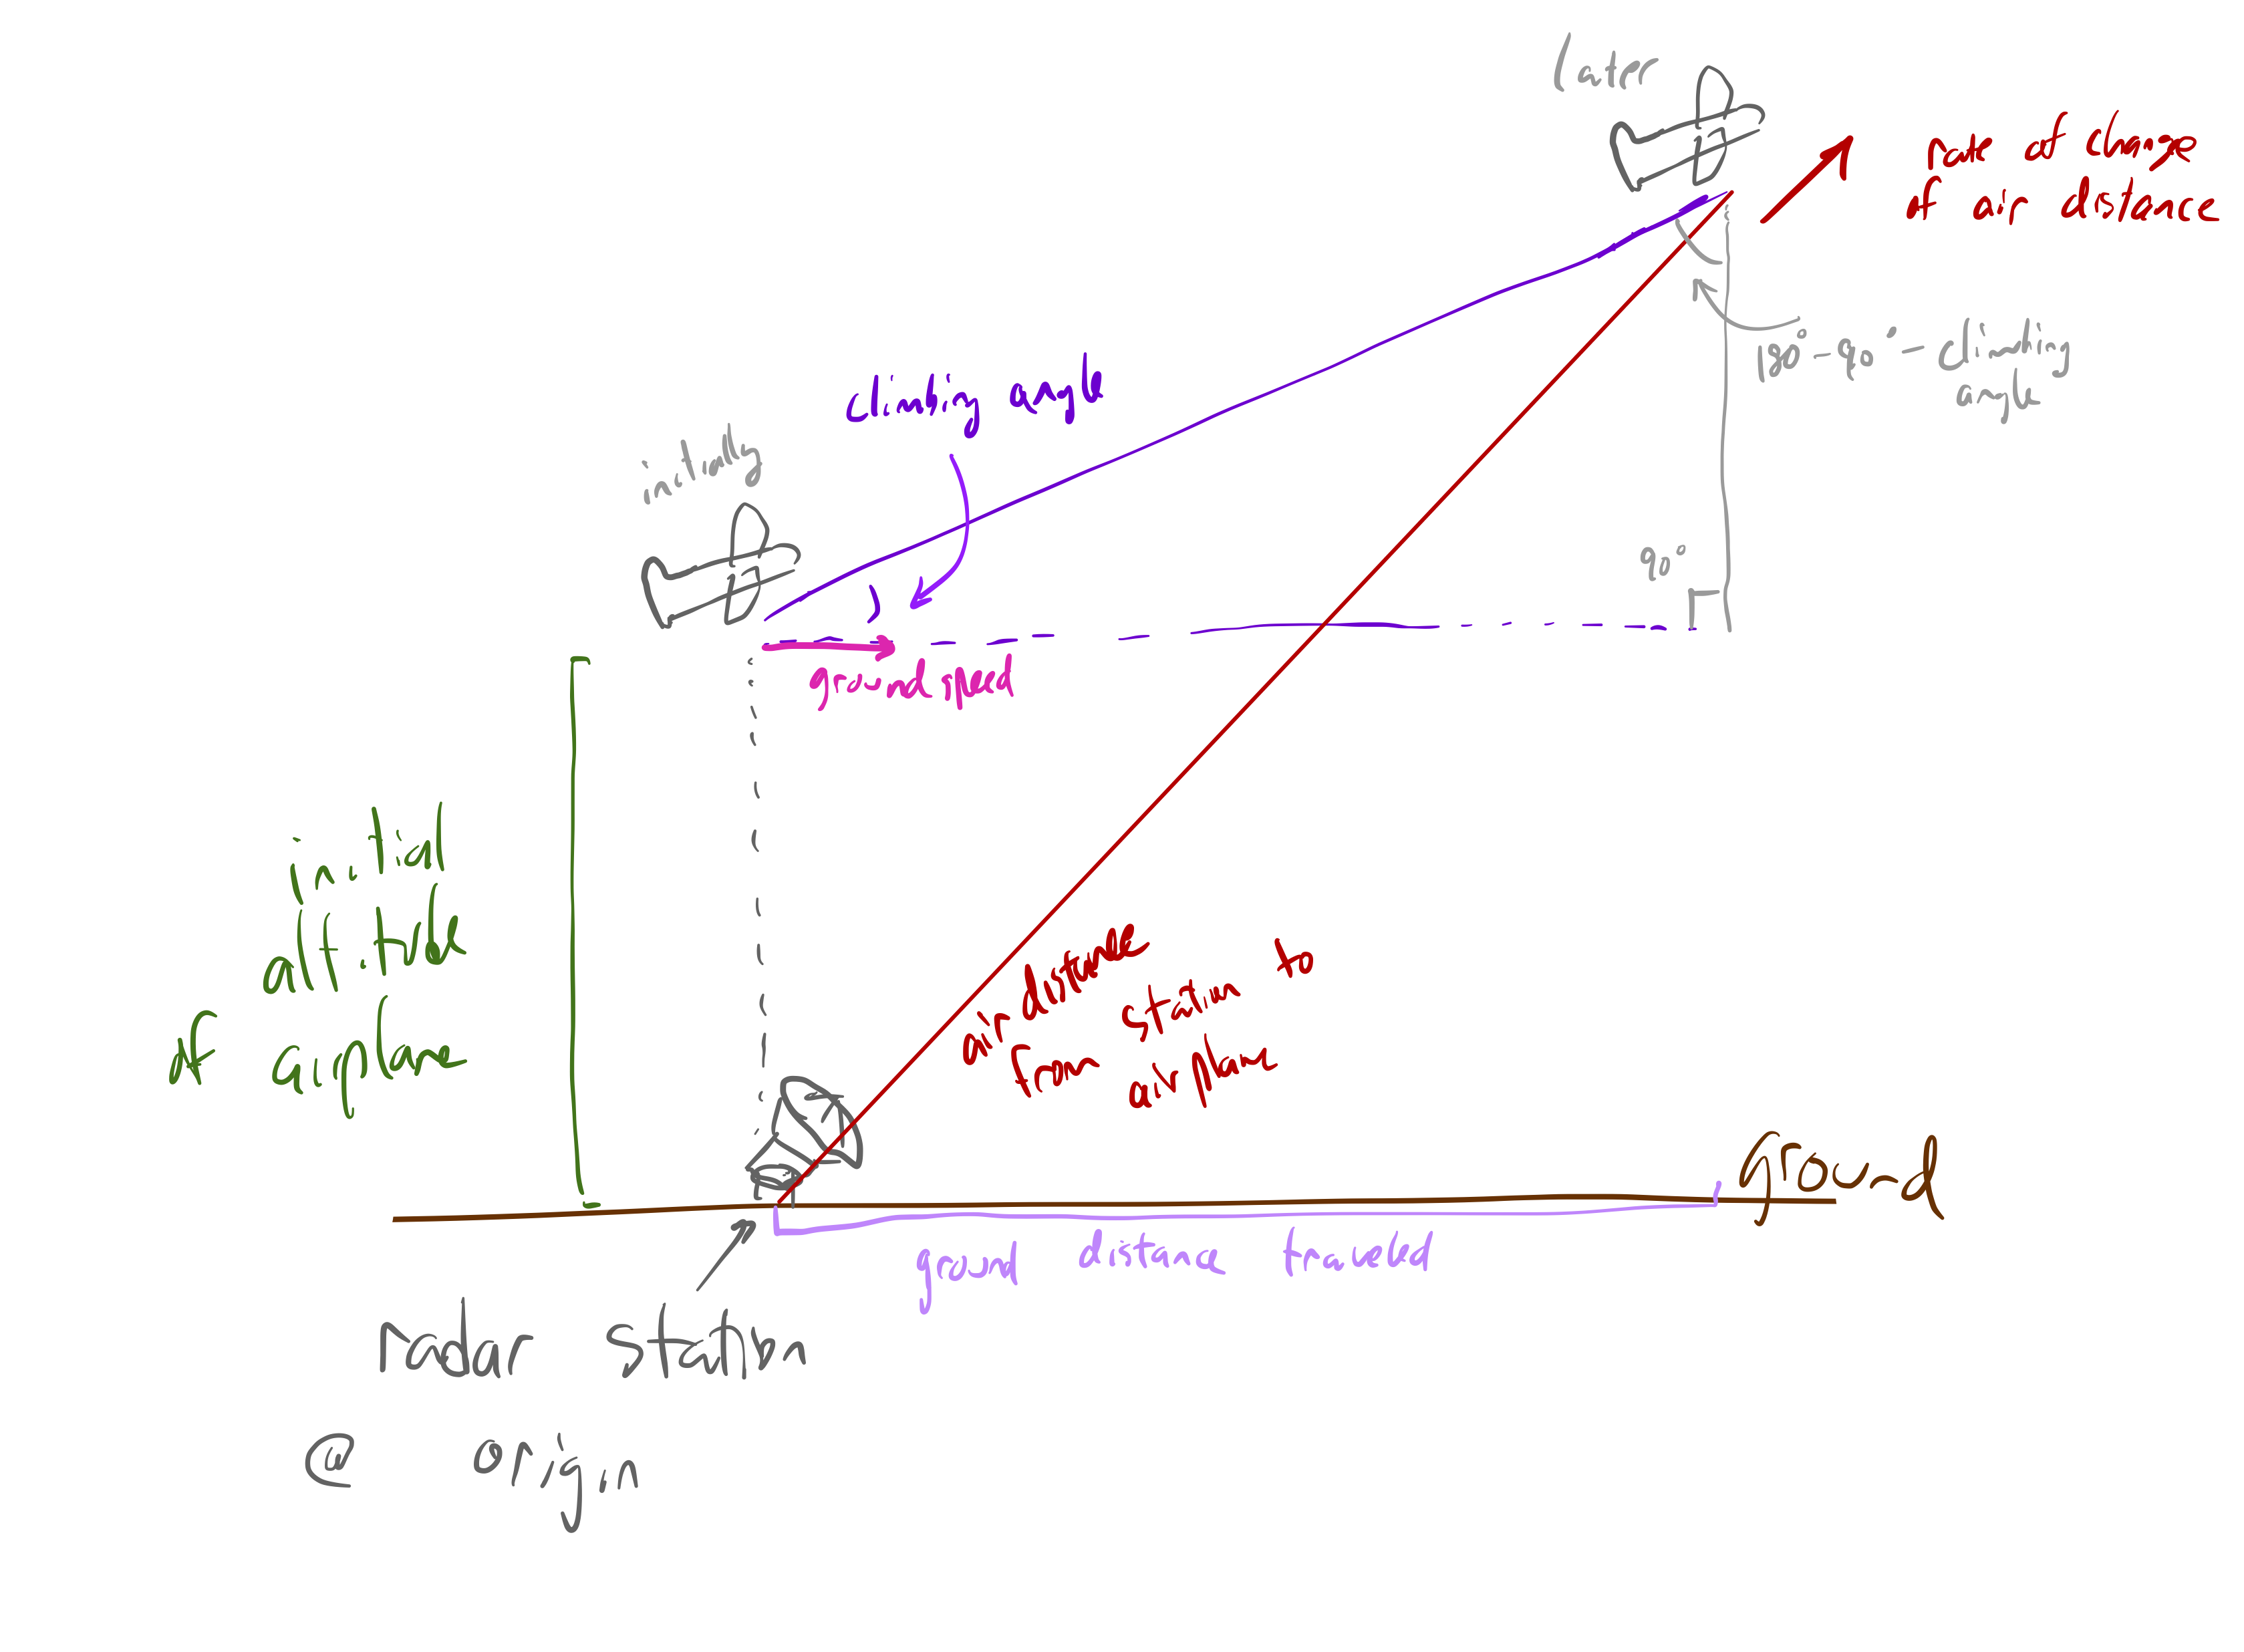 Later
rate of change
of air distance
180° - 90° - climbing
angle
climbing angle
initially
90°
ground speed
initial
altitude
of airplane
air distance
from station to
airplane
ground
ground distance traveled
radar station
@ origin